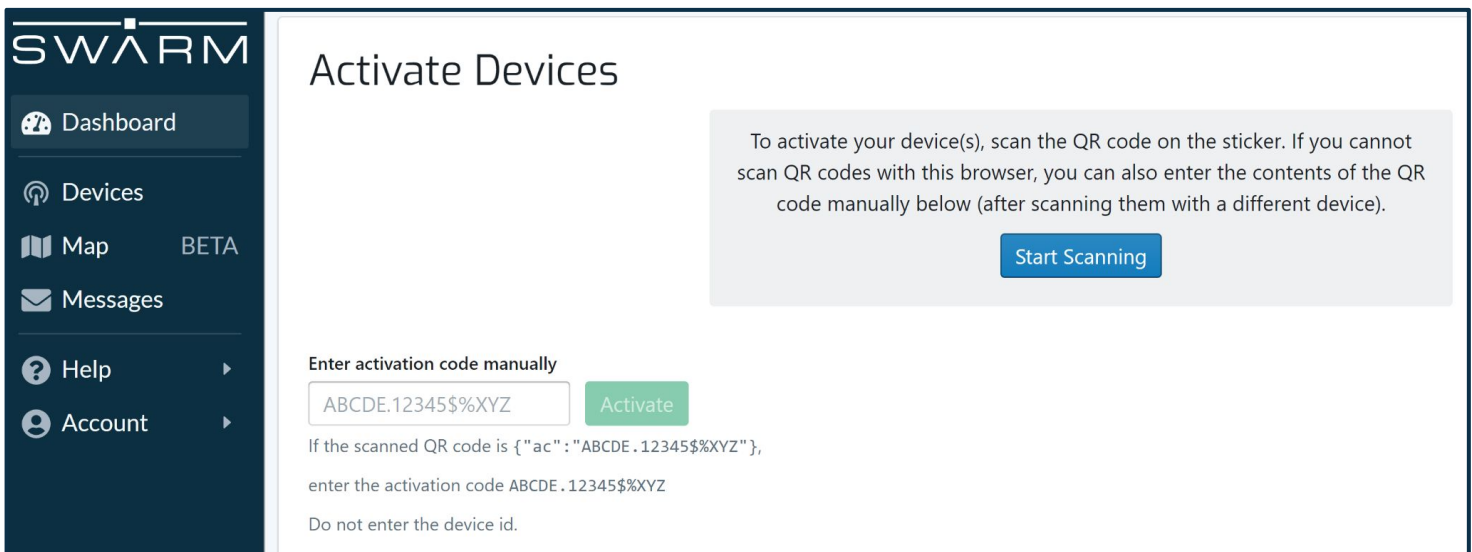 SWARM
Dashboard
Devices
Map BETA
Messages
Help
Account
Activate Devices
To activate your device(s), scan the QR code on the sticker. If you cannot
scan QR codes with this browser, you can also enter the contents of the QR
code manually below (after scanning them with a different device).
Start Scanning
Enter activation code manually
ABCDE.12345$%XYZ Activate
If the scanned QR code is {"ac":"ABCDE.12345$%XYZ"},
enter the activation code ABCDE.12345$%XYZ
Do not enter the device id.